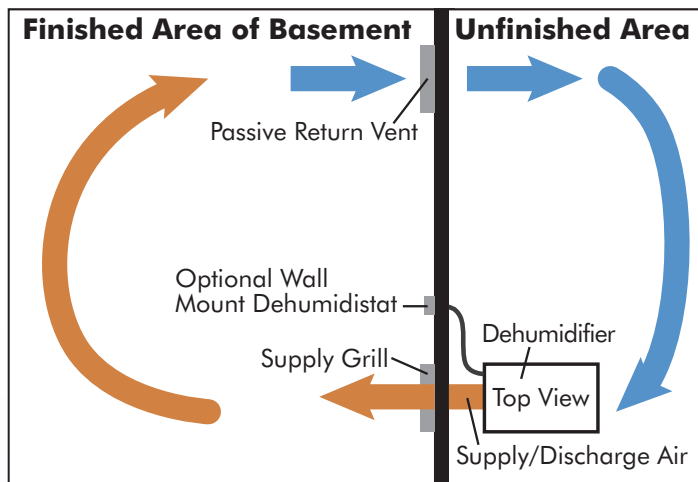 Finished Area of Basement
Unfinished Area
Passive Return Vent
Optional Wall
Mount Dehumidistat
Dehumidifier
Supply Grill
Top View
Supply/Discharge Air